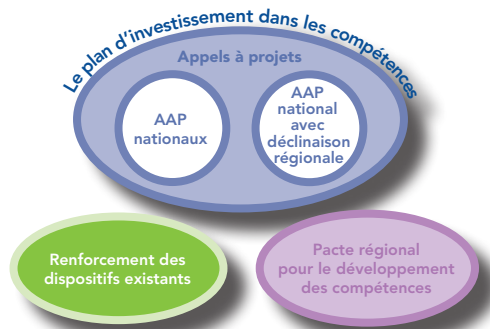 Le plan d'investissement dans les compétences
Appels à projets
AAP
nationaux
AAP
national
avec
déclinaison
régionale
Renforcement des
dispositifs existants
Pacte régional
pour le développement
des compétences